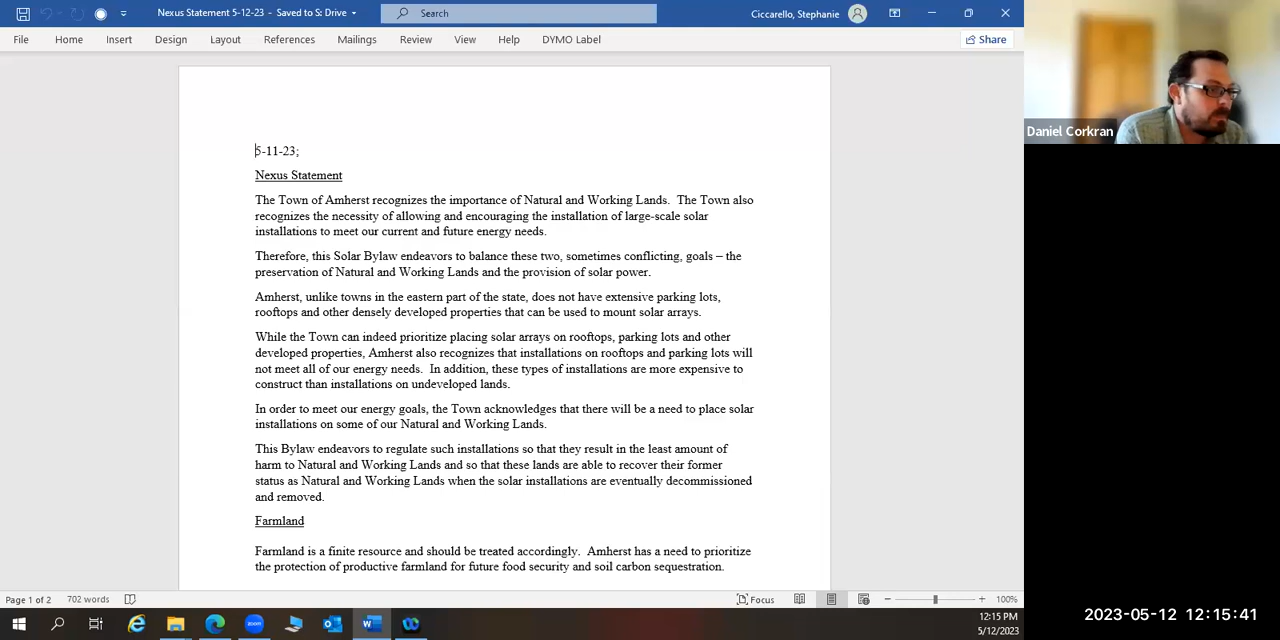 Nexus Statement 5-12-23 - Saved to S: Drive
Search
Ciccarello, Stephanie
File Home Insert Design Layout References Mailings Review View Help DYMO Label
Share
5-11-23;
Nexus Statement
The Town of Amherst recognizes the importance of Natural and Working Lands. The Town also
recognizes the necessity of allowing and encouraging the installation of large-scale solar
installations to meet our current and future energy needs.
Therefore, this Solar Bylaw endeavors to balance these two, sometimes conflicting, goals – the
preservation of Natural and Working Lands and the provision of solar power.
Amherst, unlike towns in the eastern part of the state, does not have extensive parking lots,
rooftops and other densely developed properties that can be used to mount solar arrays.
While the Town can indeed prioritize placing solar arrays on rooftops, parking lots and other
developed properties, Amherst also recognizes that installations on rooftops and parking lots will
not meet all of our energy needs. In addition, these types of installations are more expensive to
construct than installations on undeveloped lands.
In order to meet our energy goals, the Town acknowledges that there will be a need to place solar
installations on some of our Natural and Working Lands.
This Bylaw endeavors to regulate such installations so that they result in the least amount of
harm to Natural and Working Lands and so that these lands are able to recover their former
status as Natural and Working Lands when the solar installations are eventually decommissioned
and removed.
Farmland
Farmland is a finite resource and should be treated accordingly. Amherst has a need to prioritize
the protection of productive farmland for future food security and soil carbon sequestration.
Page 1 of 2 702 words
Focus
100%
zoom
12:15 PM
5/12/2023
Daniel Corkran
2023-05-12 12:15:41